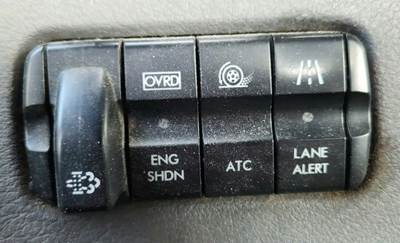 OVRD
ENG
SHDN
ATC
LANE
ALERT